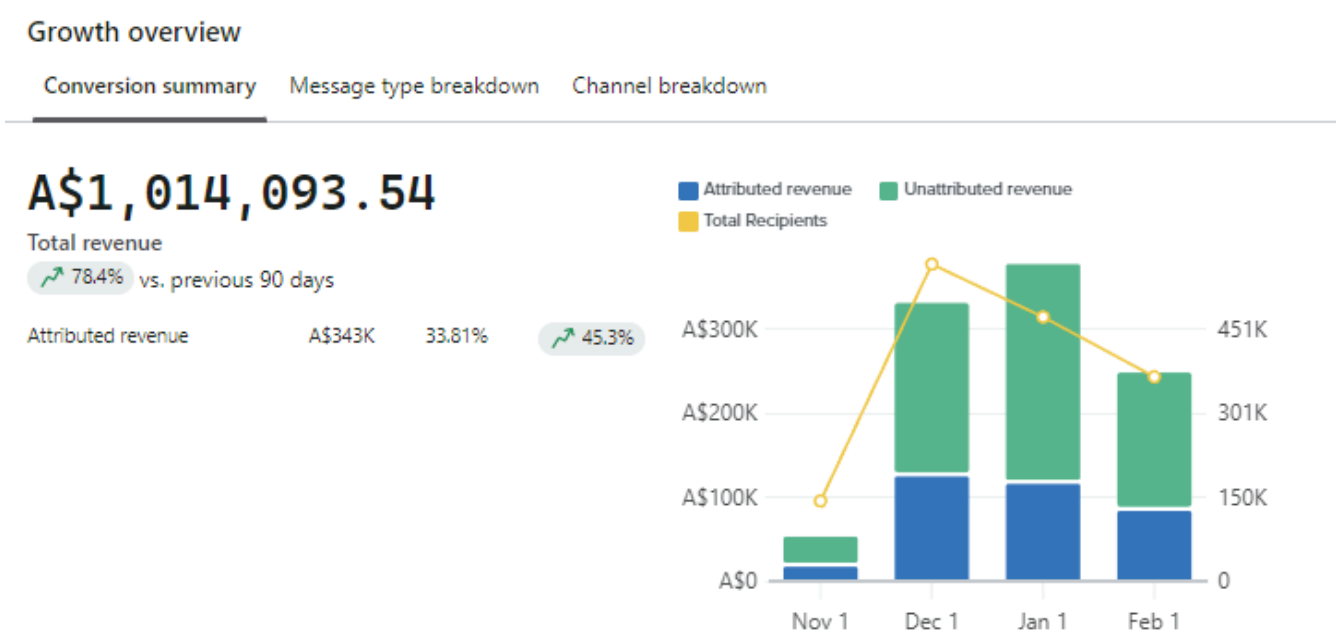 Growth overview
Conversion summary Message type breakdown Channel breakdown
A$1,014,093.54
Total revenue
78.4% vs. previous 90 days
Attributed revenue A$343K 33.81% 45.3%
Attributed revenue Unattributed revenue
Total Recipients
A$300K 451K
A$200K 301K
A$100K 150K
A$0 0
Nov 1 Dec 1 Jan 1 Feb 1